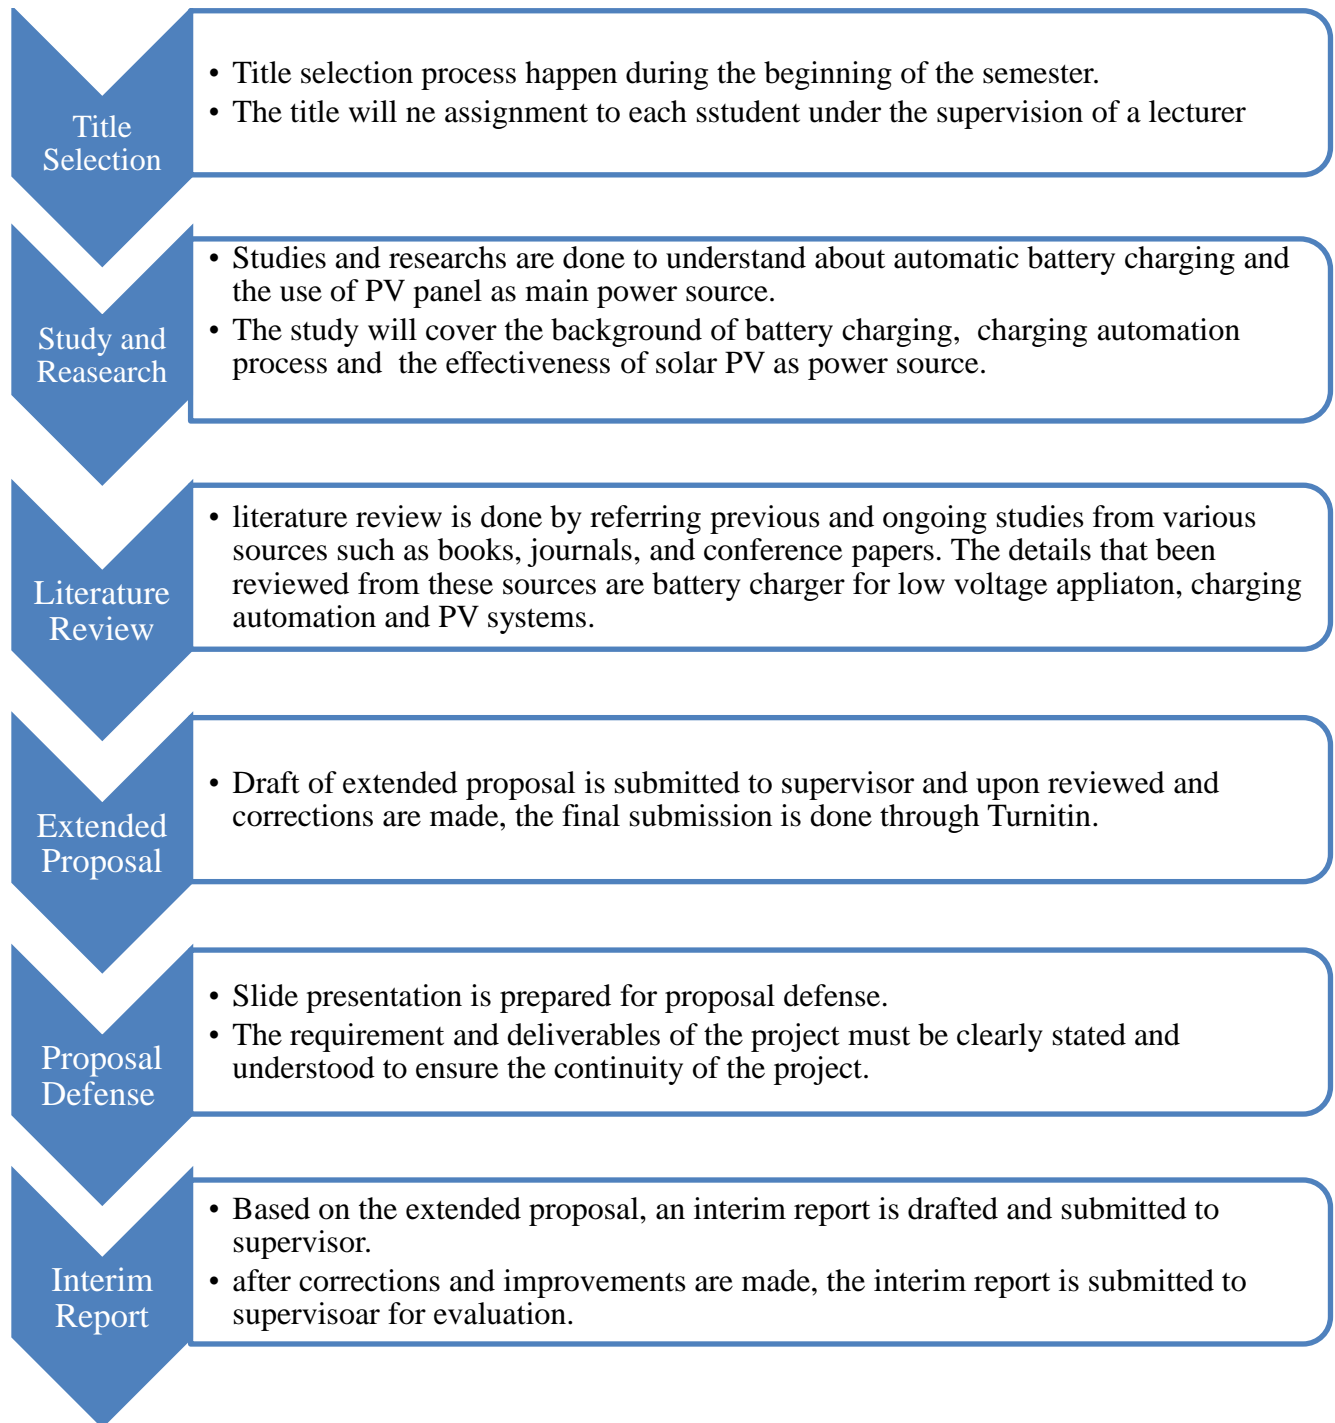 Title
Selection
• Title selection process happen during the beginning of the semester.
• The title will ne assignment to each sstudent under the supervision of a lecturer
Study and
Reasearch
• Studies and researchs are done to understand about automatic battery charging and
the use of PV panel as main power source.
• The study will cover the background of battery charging, charging automation
process and the effectiveness of solar PV as power source.
Literature
Review
• literature review is done by referring previous and ongoing studies from various
sources such as books, journals, and conference papers. The details that been
reviewed from these sources are battery charger for low voltage appliaton, charging
automation and PV systems.
Extended
Proposal
• Draft of extended proposal is submitted to supervisor and upon reviewed and
corrections are made, the final submission is done through Turnitin.
Proposal
Defense
• Slide presentation is prepared for proposal defense.
• The requirement and deliverables of the project must be clearly stated and
understood to ensure the continuity of the project.
Interim
Report
• Based on the extended proposal, an interim report is drafted and submitted to
supervisor.
• after corrections and improvements are made, the interim report is submitted to
supervisoar for evaluation.